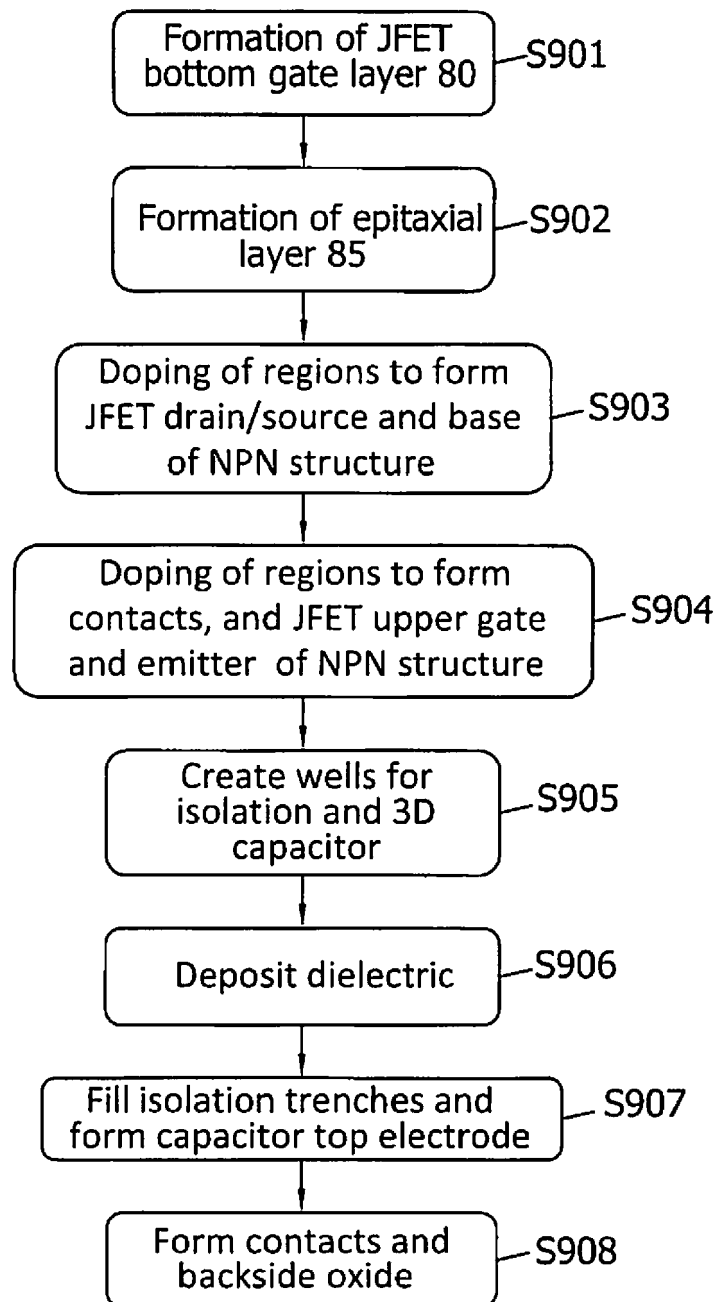 Formation of JFET
bottom gate layer 80
S901
Formation of epitaxial
layer 85
S902
Doping of regions to form
JFET drain/source and base
of NPN structure
S903
Doping of regions to form
contacts, and JFET upper gate
and emitter of NPN structure
S904
Create wells for
isolation and 3D
capacitor
S905
Deposit dielectric
S906
Fill isolation trenches and
form capacitor top electrode
S907
Form contacts and
backside oxide
S908